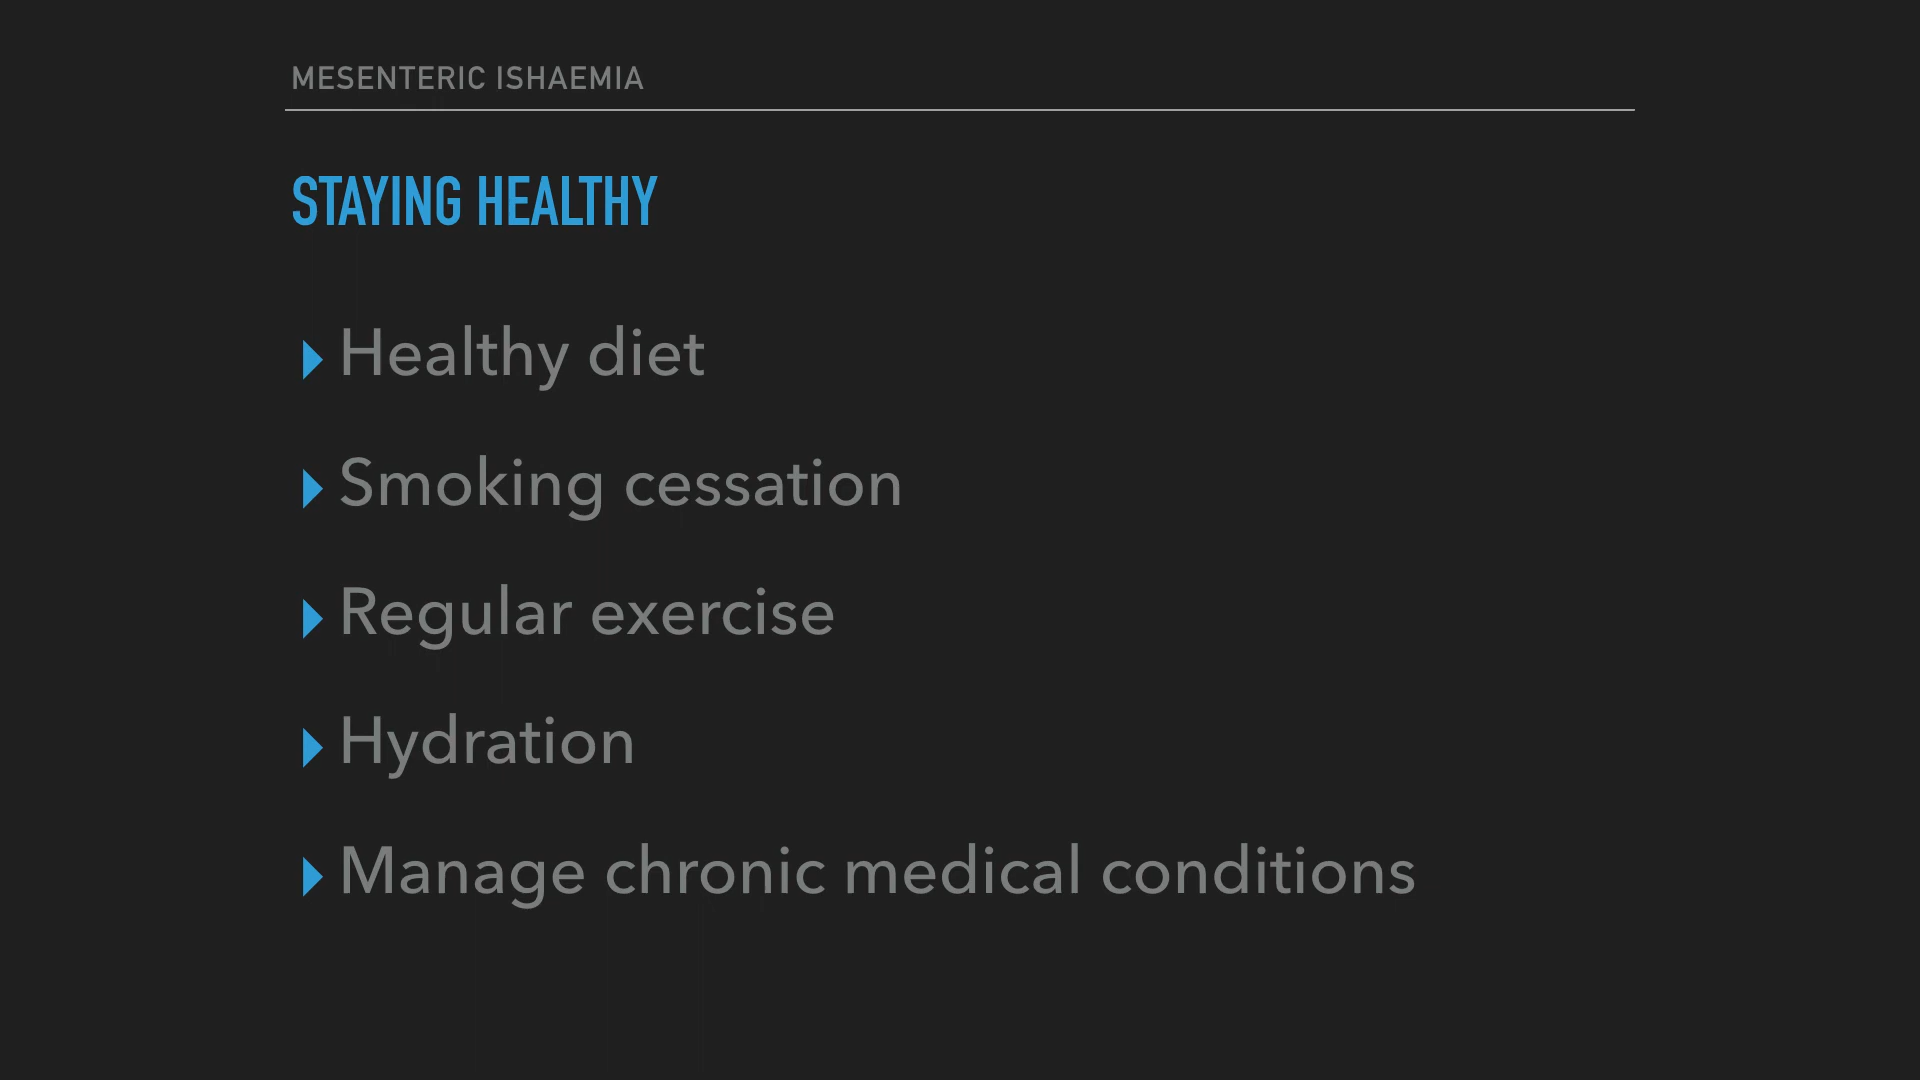 MESENTERIC ISHAEMIA
STAYING HEALTHY
Healthy diet
Smoking cessation
Regular exercise
Hydration
Manage chronic medical conditions